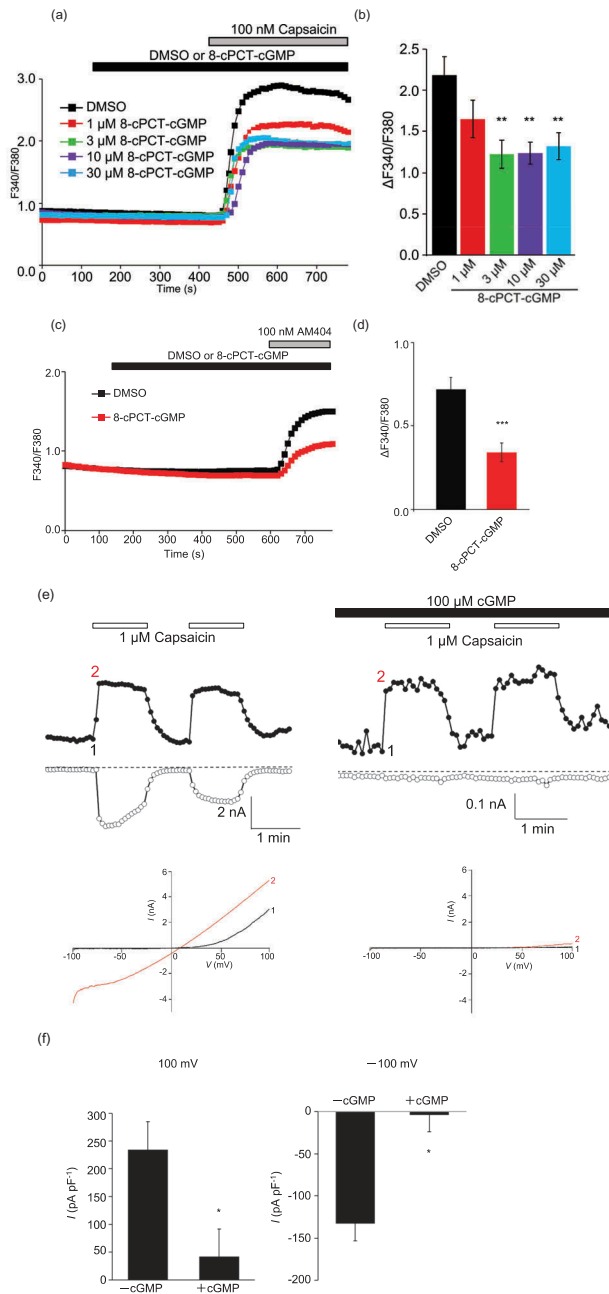 (a)
100 nM Capsaicin
DMSO or 8-cPCT-cGMP
DMSO
1 µM 8-cPCT-cGMP
3 µM 8-cPCT-cGMP
10 µM 8-cPCT-cGMP
30 µM 8-cPCT-cGMP
F340/F380
3.0
2.0
1.0
0.0
0 100 200 300 400 500 600 700
Time (s)
(b)
ΔF340/F380
2.5
2.0
1.5
1.0
0.5
0.0
** ** **
DMSO 1 µM 3 µM 10 µM 30 µM
8-cPCT-cGMP
(c)
100 nM AM404
DMSO or 8-cPCT-cGMP
DMSO
8-cPCT-cGMP
F340/F380
2.0
1.0
0.0
0 100 200 300 400 500 600 700
Time (s)
(d)
ΔF340/F380
1.0
0.5
0.0
***
DMSO 8-cPCT-cGMP
(e)
1 µM Capsaicin
2
1
2 nA
1 min
100 µM cGMP
1 µM Capsaicin
2
1
0.1 nA
1 min
I (nA)
6
4
2
-2
-4
-100 -50 0 50 100
V (mV)
2
1
I (nA)
6
4
2
-2
-4
-100 -50 0 50 100
V (mV)
2
1
(f)
100 mV
I (pA pF-1)
300
250
200
150
100
50
0
*
−cGMP +cGMP
−100 mV
−cGMP +cGMP
I (pA pF-1)
0
-50
-100
-150
-200
*